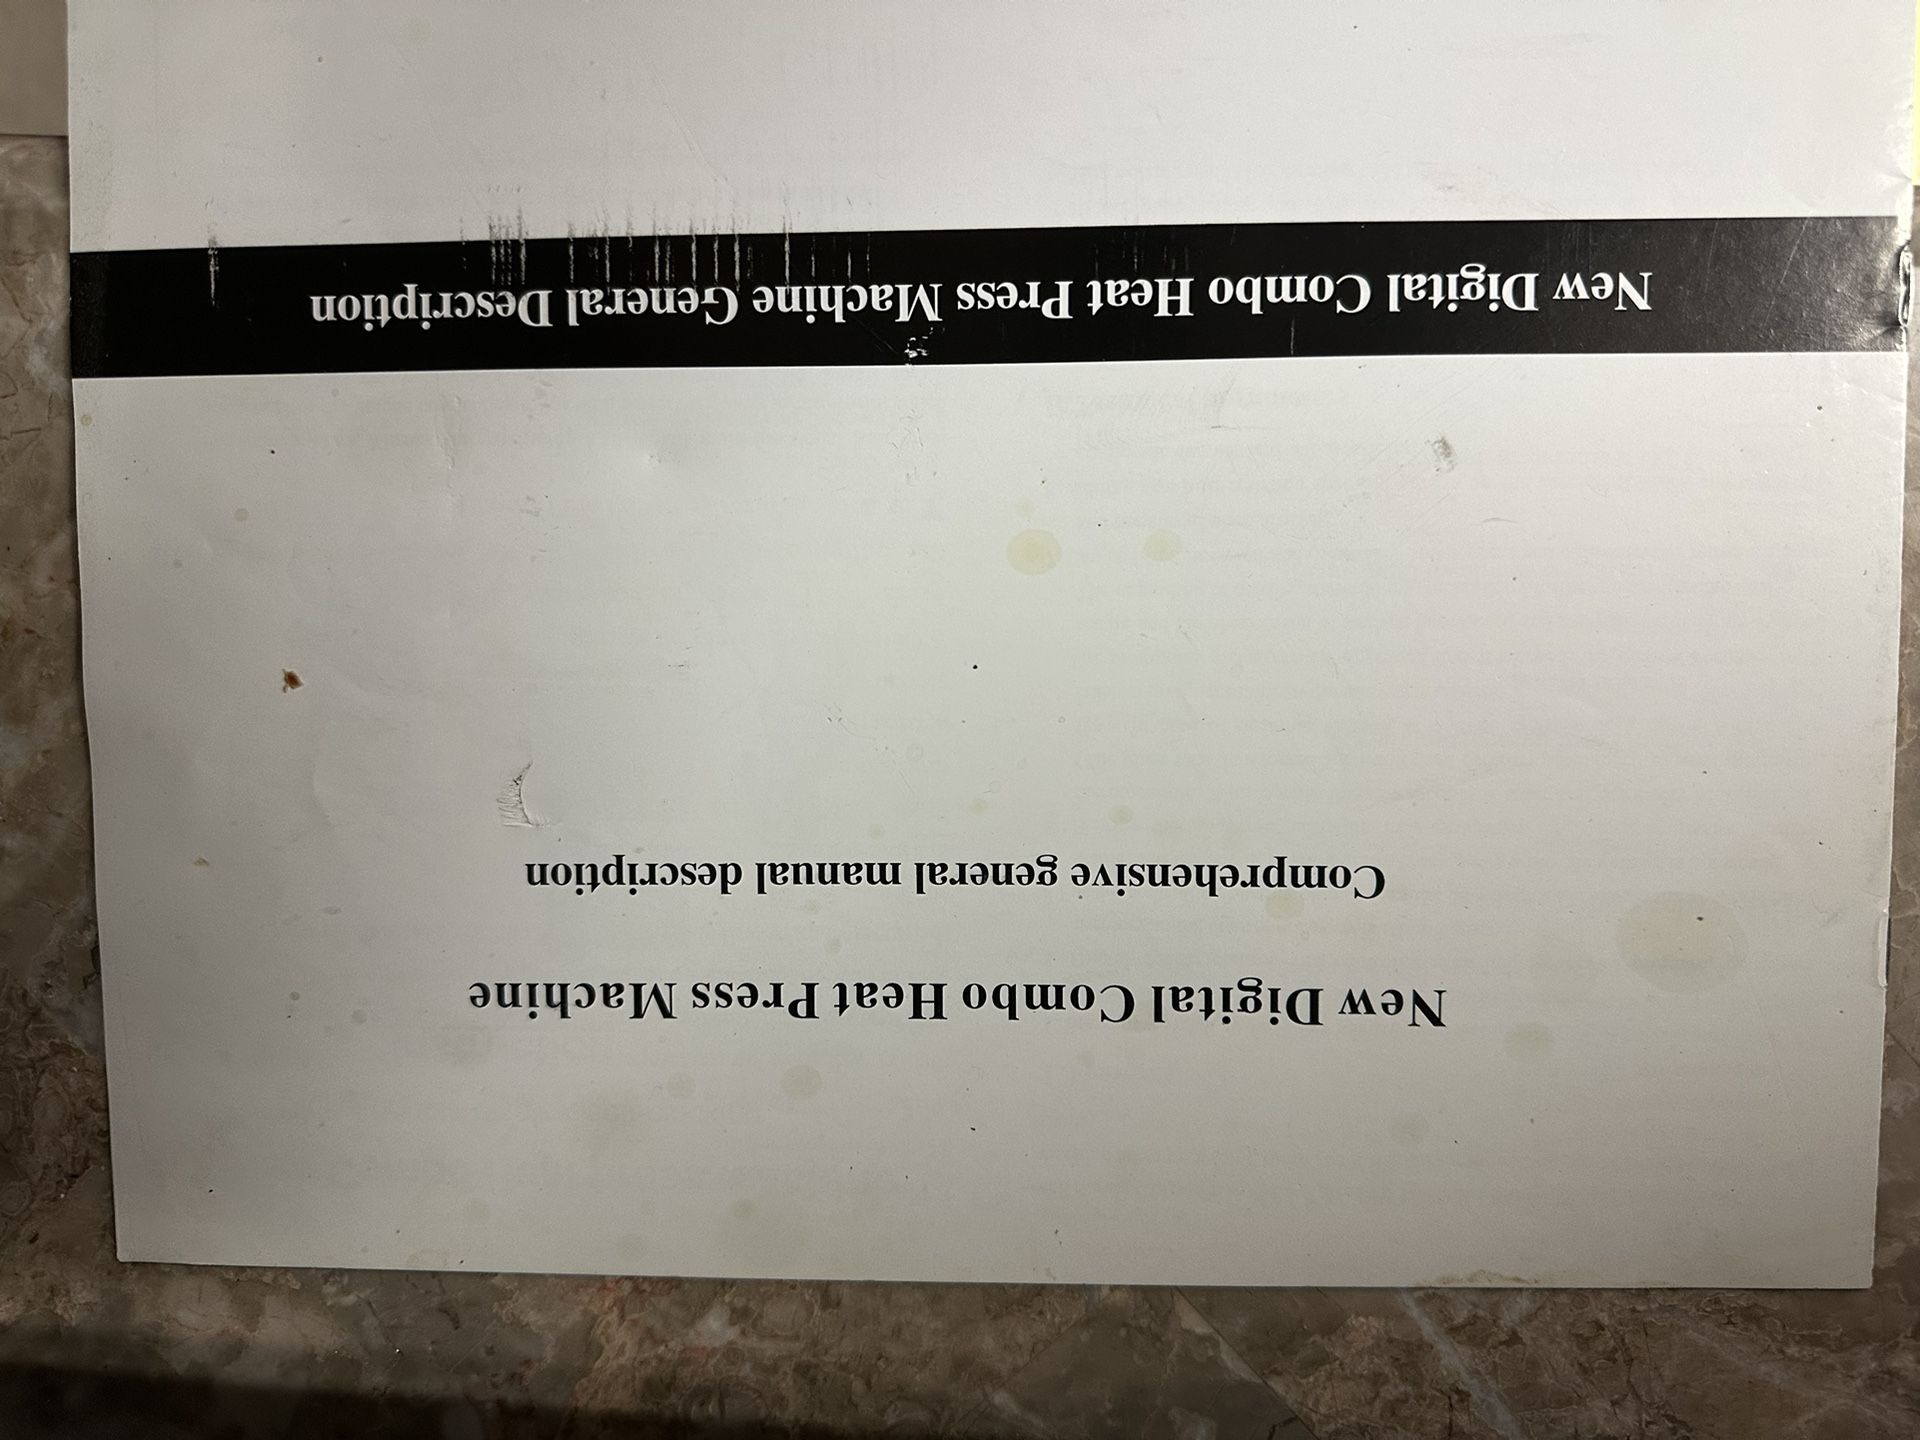 New Digital Combo Heat Press Machine
Comprehensive general manual description
New Digital Combo Heat Press Machine General Description